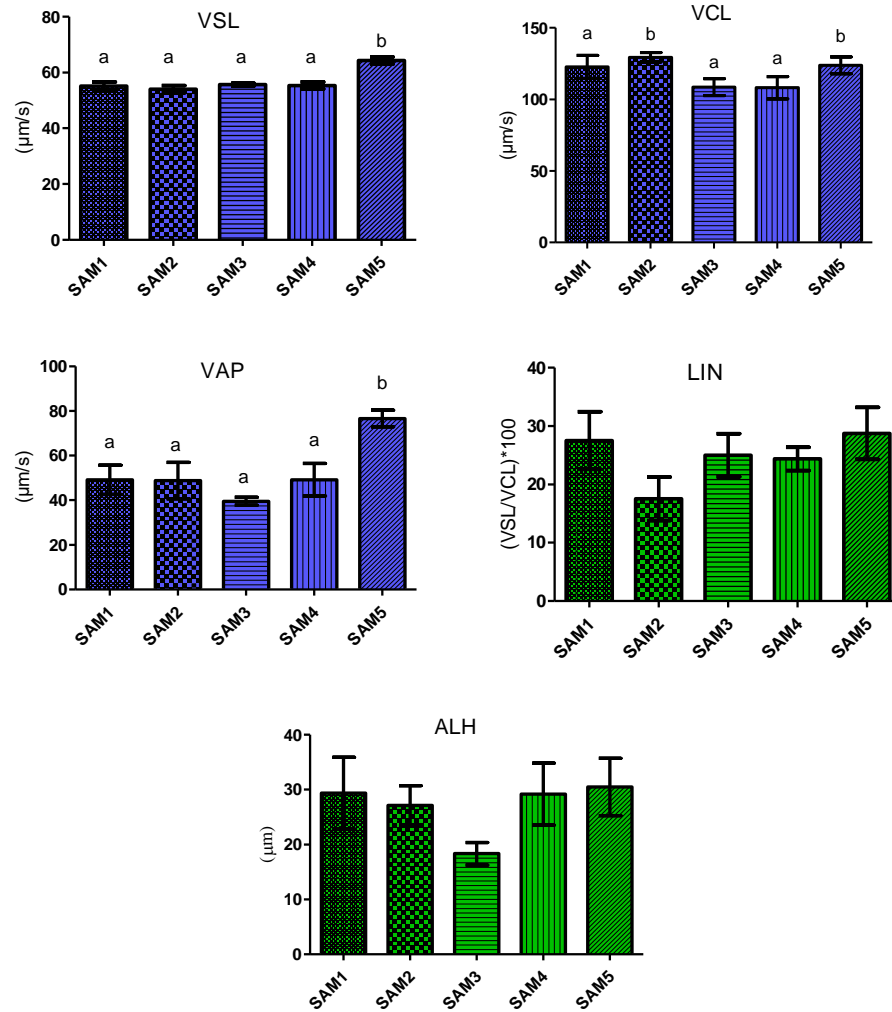 VSL
80
60
40
20
0
(µm/s)
a
a
a
a
b
SAM1
SAM2
SAM3
SAM4
SAM5
VCL
150
100
50
0
(µm/s)
a
b
a
a
b
SAM1
SAM2
SAM3
SAM4
SAM5
VAP
100
80
60
40
20
0
(µm/s)
a
a
a
a
b
SAM1
SAM2
SAM3
SAM4
SAM5
LIN
40
30
20
10
0
(VSL/VCL)*100
SAM1
SAM2
SAM3
SAM4
SAM5
ALH
40
30
20
10
0
(µm)
SAM1
SAM2
SAM3
SAM4
SAM5